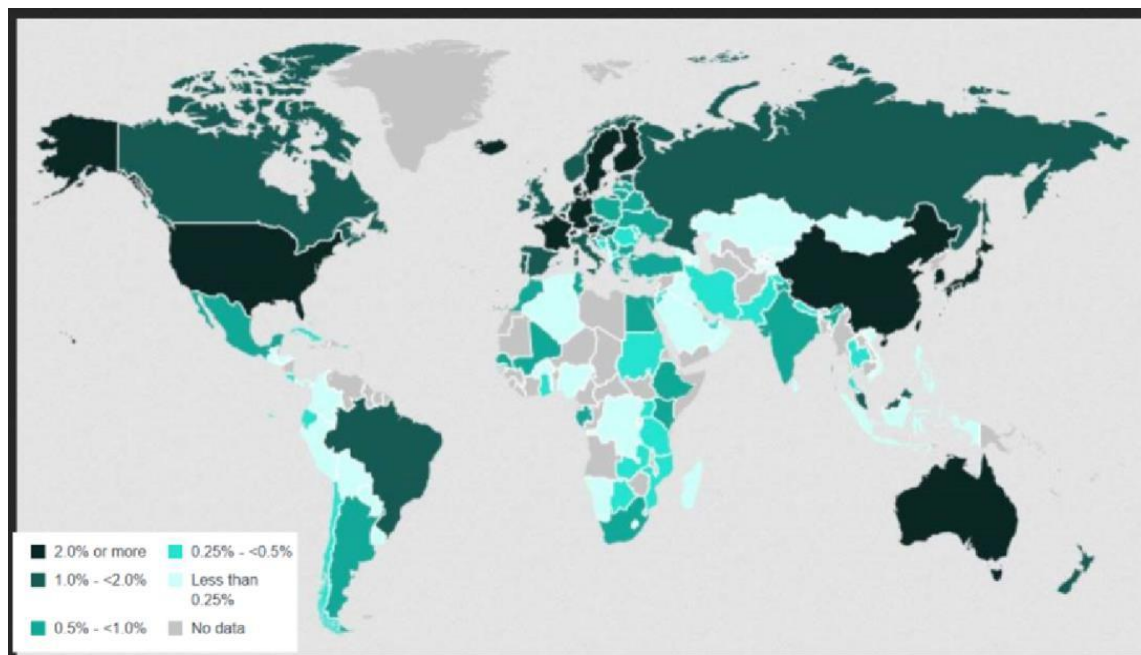 2.0% or more
1.0% - <2.0%
0.5% - <1.0%
0.25% - <0.5%
Less than
0.25%
No data